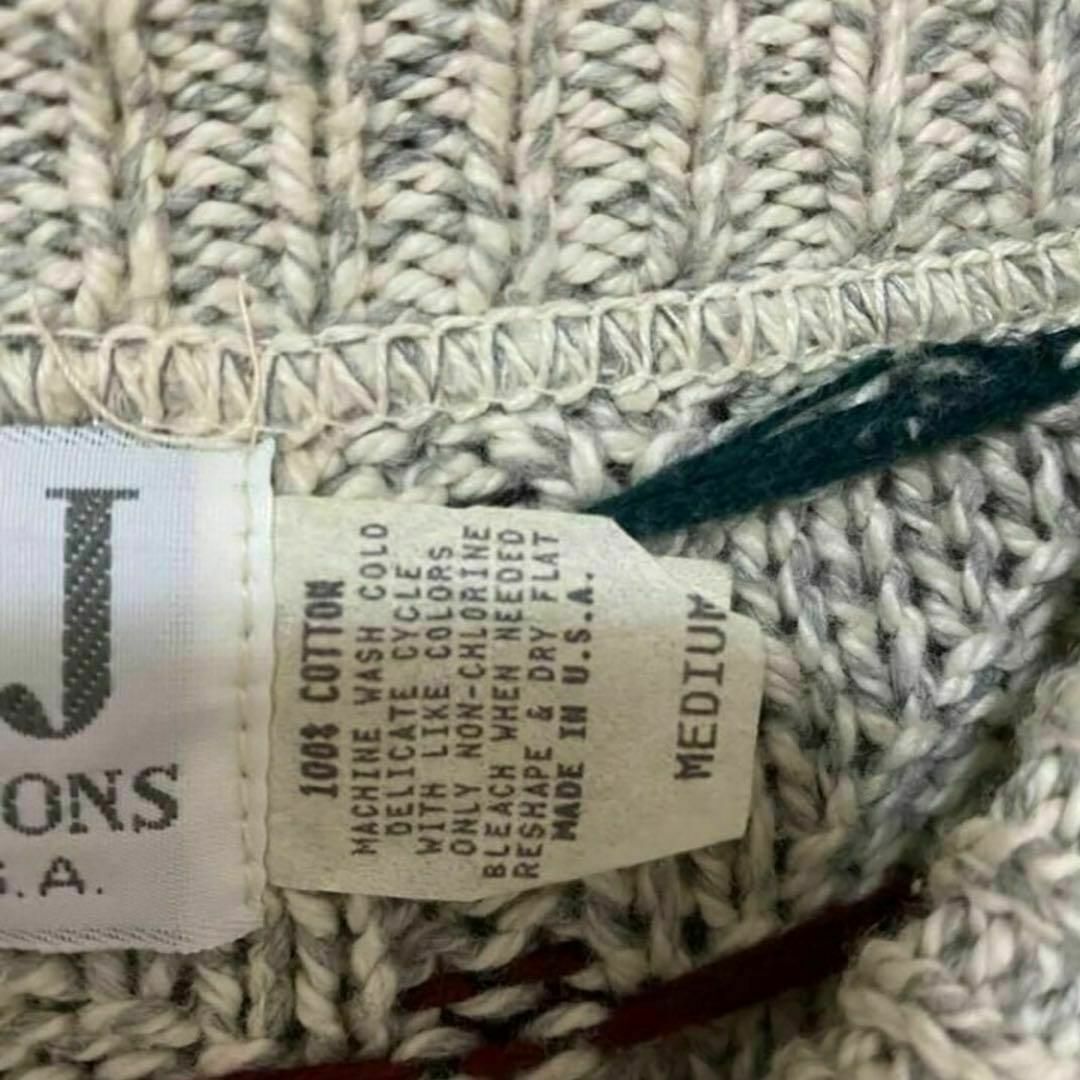 J
ONS
S.A.
100% COTTON
MACHINE WASH COLD
DELICATE CYCLE
WITH LIKE COLORS
ONLY NON-CHLORINE
BLEACH WHEN NEEDED
RESHAPE & DRY FLAT
MADE IN U.S.A.
MEDIUM